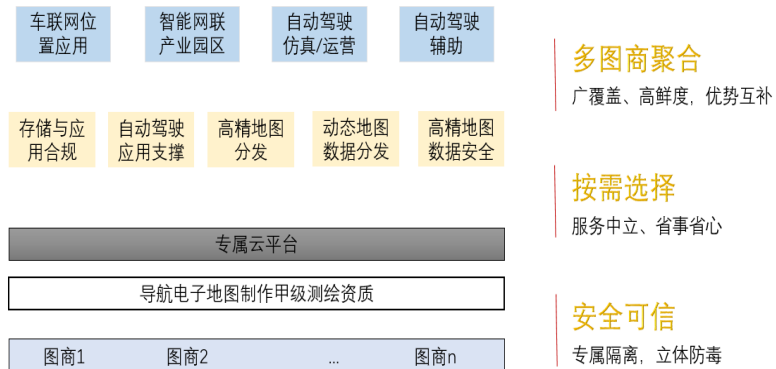 车联网位
置应用
智能网联
产业园区
自动驾驶
仿真/运营
自动驾驶
辅助
存储与应
用合规
自动驾驶
应用支撑
高精地图
分发
动态地图
数据分发
高精地图
数据安全
专属云平台
导航电子地图制作甲级测绘资质
图商1 图商2 ... 图商n
多图商聚合
广覆盖、高鲜度，优势互补
按需选择
服务中立、省事省心
安全可信
专属隔离，立体防毒